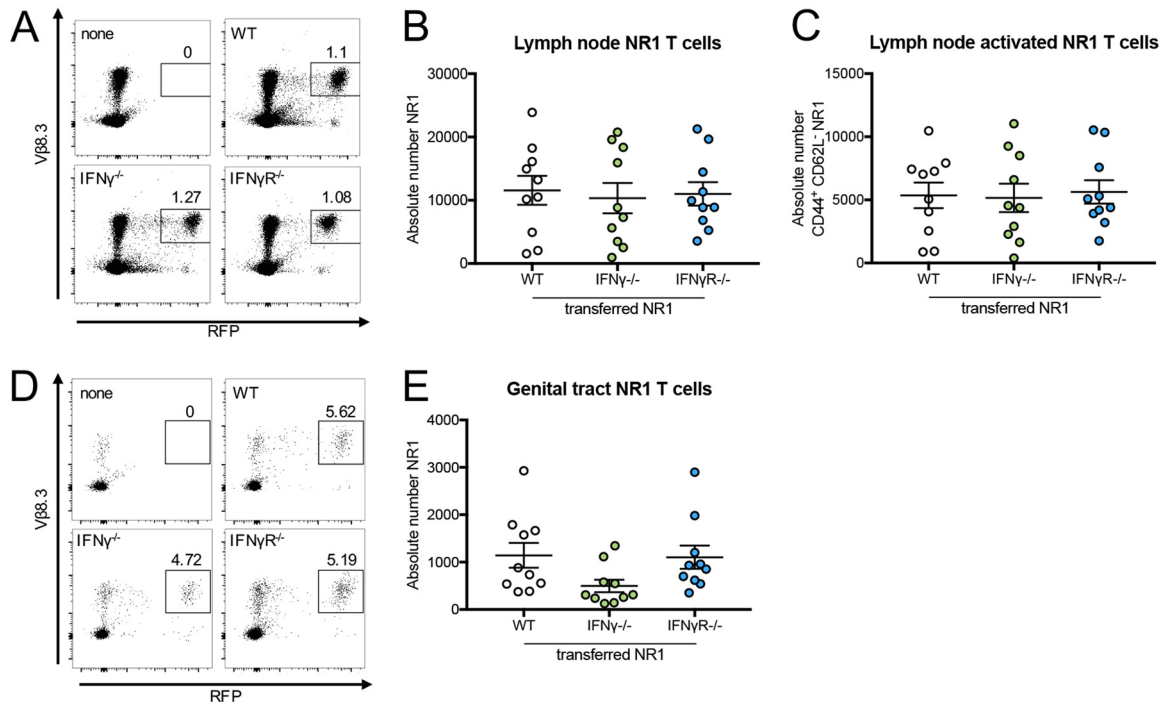 A
none
0
WT
1.1
IFNγ-/-
1.27
IFNγR-/-
1.08
Vβ8.3
RFP
B
Lymph node NR1 T cells
Absolute number NR1
30000
20000
10000
0
WT
IFNγ-/-
IFNγR-/-
transferred NR1
C
Lymph node activated NR1 T cells
Absolute number
CD44+ CD62L- NR1
15000
10000
5000
0
WT
IFNγ-/-
IFNγR-/-
transferred NR1
D
none
0
WT
5.62
IFNγ-/-
4.72
IFNγR-/-
5.19
Vβ8.3
RFP
E
Genital tract NR1 T cells
Absolute number NR1
4000
3000
2000
1000
0
WT
IFNγ-/-
IFNγR-/-
transferred NR1